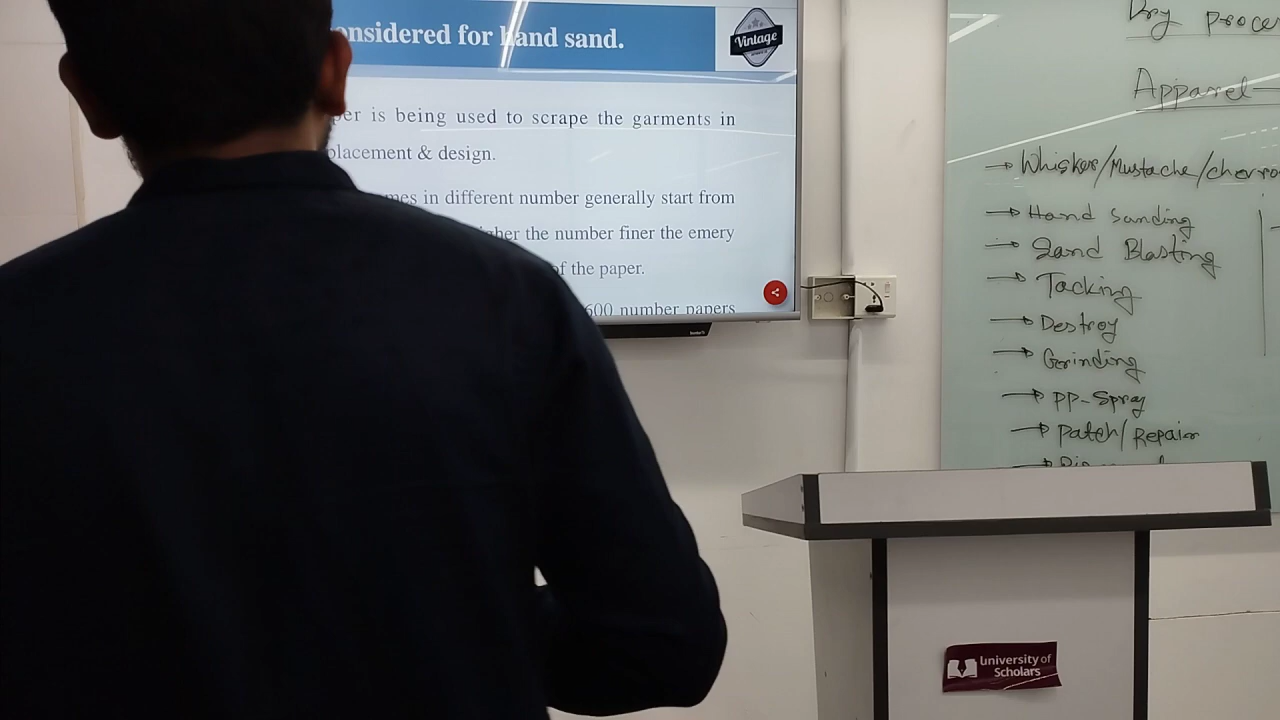 onsidered for hand sand.
Vintage
per is being used to scrape the garments in
placement & design.
mes in different number generally start from
gher the number finer the emery
of the paper.
600 number papers
Dry proce
Apparel
→ Whisker/Mustache/chevro
→ Hand Sanding
→ Sand Blasting
→ Tacking
→ Destroy
→ Grinding
→ PP-Spray
→ Patch/Repair
University of
Scholars